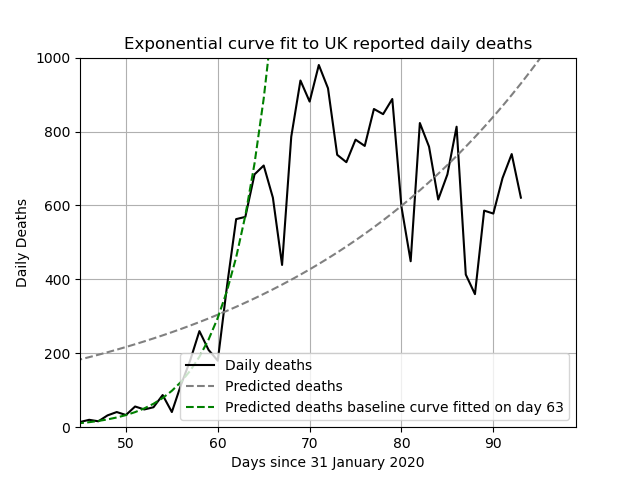 Exponential curve fit to UK reported daily deaths
1000
800
600
400
200
0
Daily Deaths
Daily deaths
Predicted deaths
Predicted deaths baseline curve fitted on day 63
50 60 70 80 90
Days since 31 January 2020